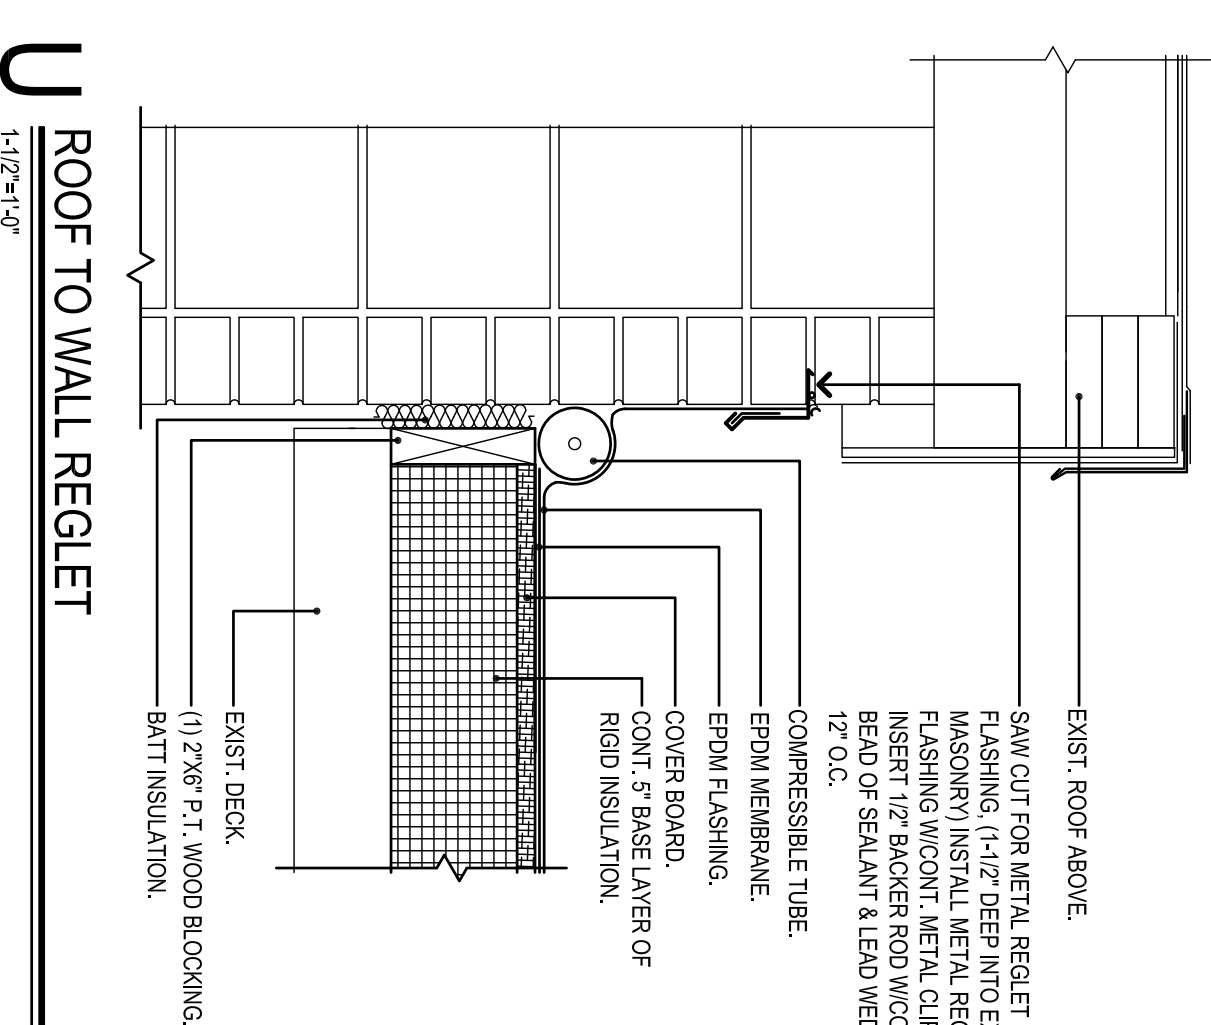 EXIST. ROOF ABOVE.
SAW CUT FOR METAL REGLET
FLASHING, (1-1/2" DEEP INTO
MASONRY) INSTALL METAL
FLASHING W/CONT. METAL
INSERT 1/2" BACKER ROD
BEAD OF SEALANT & LEAD
12" O.C.
COMPRESSIBLE TUBE.
EPDM MEMBRANE.
EPDM FLASHING.
COVER BOARD.
CONT. 5" BASE LAYER OF
RIGID INSULATION.
EXIST. DECK.
(1) 2"X6" P.T. WOOD BLOCKING.
BATT INSULATION.
U
ROOF TO WALL REGLET
1-1/2"=1'-0"